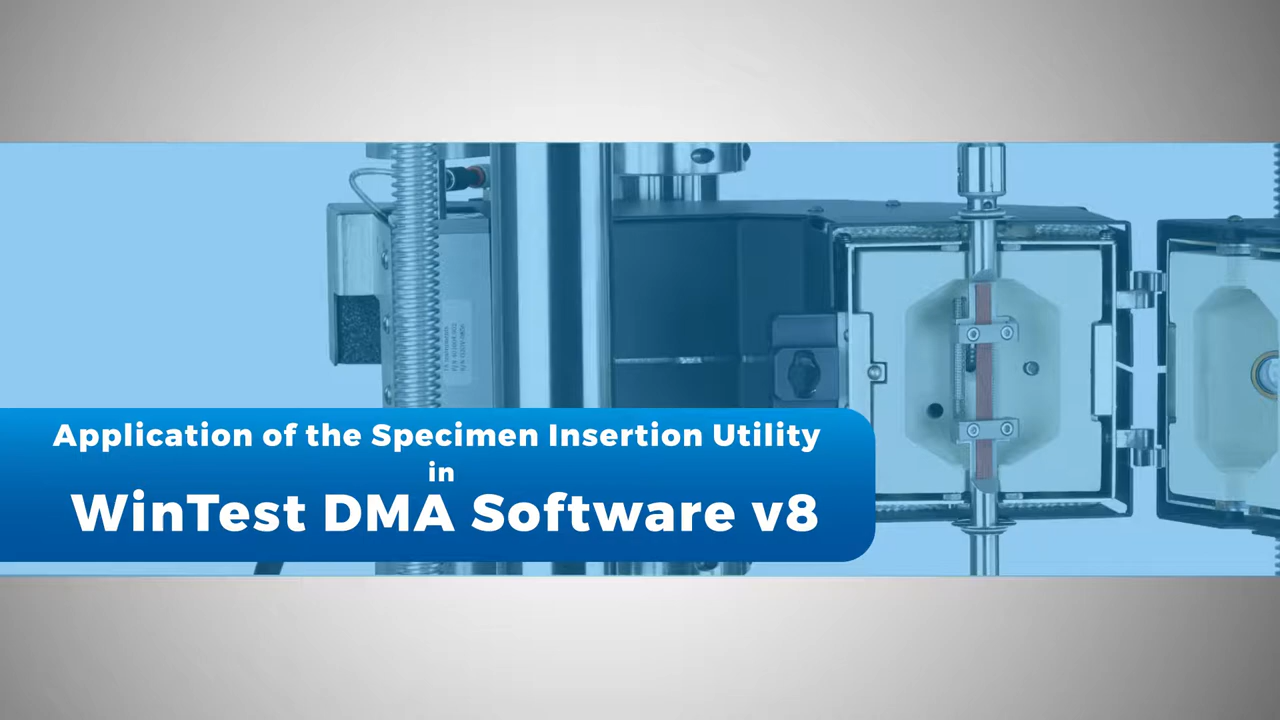 Application of the Specimen Insertion Utility
in
WinTest DMA Software v8